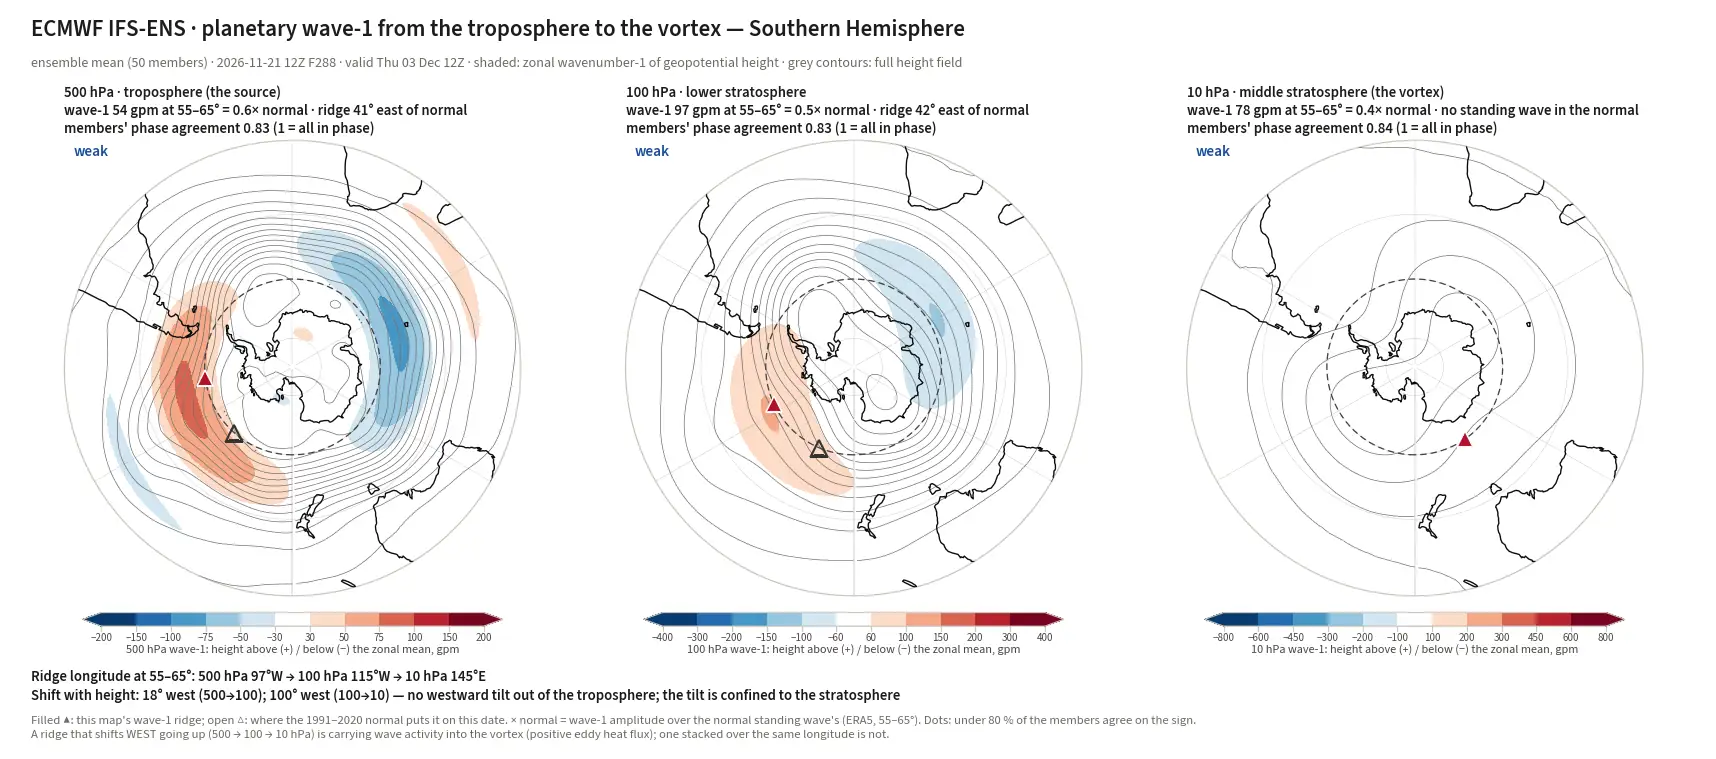 ECMWF IFS-ENS · planetary wave-1 from the troposphere to the vortex — Southern Hemisphere
ensemble mean (50 members) · 2026-11-21 12Z F288 · valid Thu 03 Dec 12Z · shaded: zonal wavenumber-1 of geopotential height · grey contours: full height field
500 hPa · troposphere (the source)
wave-1 54 gpm at 55–65° = 0.6× normal · ridge 41° east of normal
members' phase agreement 0.83 (1 = all in phase)
weak
100 hPa · lower stratosphere
wave-1 97 gpm at 55–65° = 0.5× normal · ridge 42° east of normal
members' phase agreement 0.83 (1 = all in phase)
weak
10 hPa · middle stratosphere (the vortex)
wave-1 78 gpm at 55–65° = 0.4× normal · no standing wave in the normal
members' phase agreement 0.84 (1 = all in phase)
weak
−200 −150 −100 −75 −50 −30 30 50 75 100 150 200
500 hPa wave-1: height above (+) / below (−) the zonal mean, gpm
−400 −300 −200 −150 −100 −60 60 100 150 200 300 400
100 hPa wave-1: height above (+) / below (−) the zonal mean, gpm
−800 −600 −450 −300 −200 −100 100 200 300 450 600 800
10 hPa wave-1: height above (+) / below (−) the zonal mean, gpm
Ridge longitude at 55–65°: 500 hPa 97°W → 100 hPa 115°W → 10 hPa 145°E
Shift with height: 18° west (500→100); 100° west (100→10) — no westward tilt out of the troposphere; the tilt is confined to the stratosphere
Filled ▲: this map's wave-1 ridge; open △: where the 1991–2020 normal puts it on this date. × normal = wave-1 amplitude over the normal standing wave's (ERA5, 55–65°). Dots: under 80 % of the members agree on the sign.
A ridge that shifts WEST going up (500 → 100 → 10 hPa) is carrying wave activity into the vortex (positive eddy heat flux); one stacked over the same longitude is not.